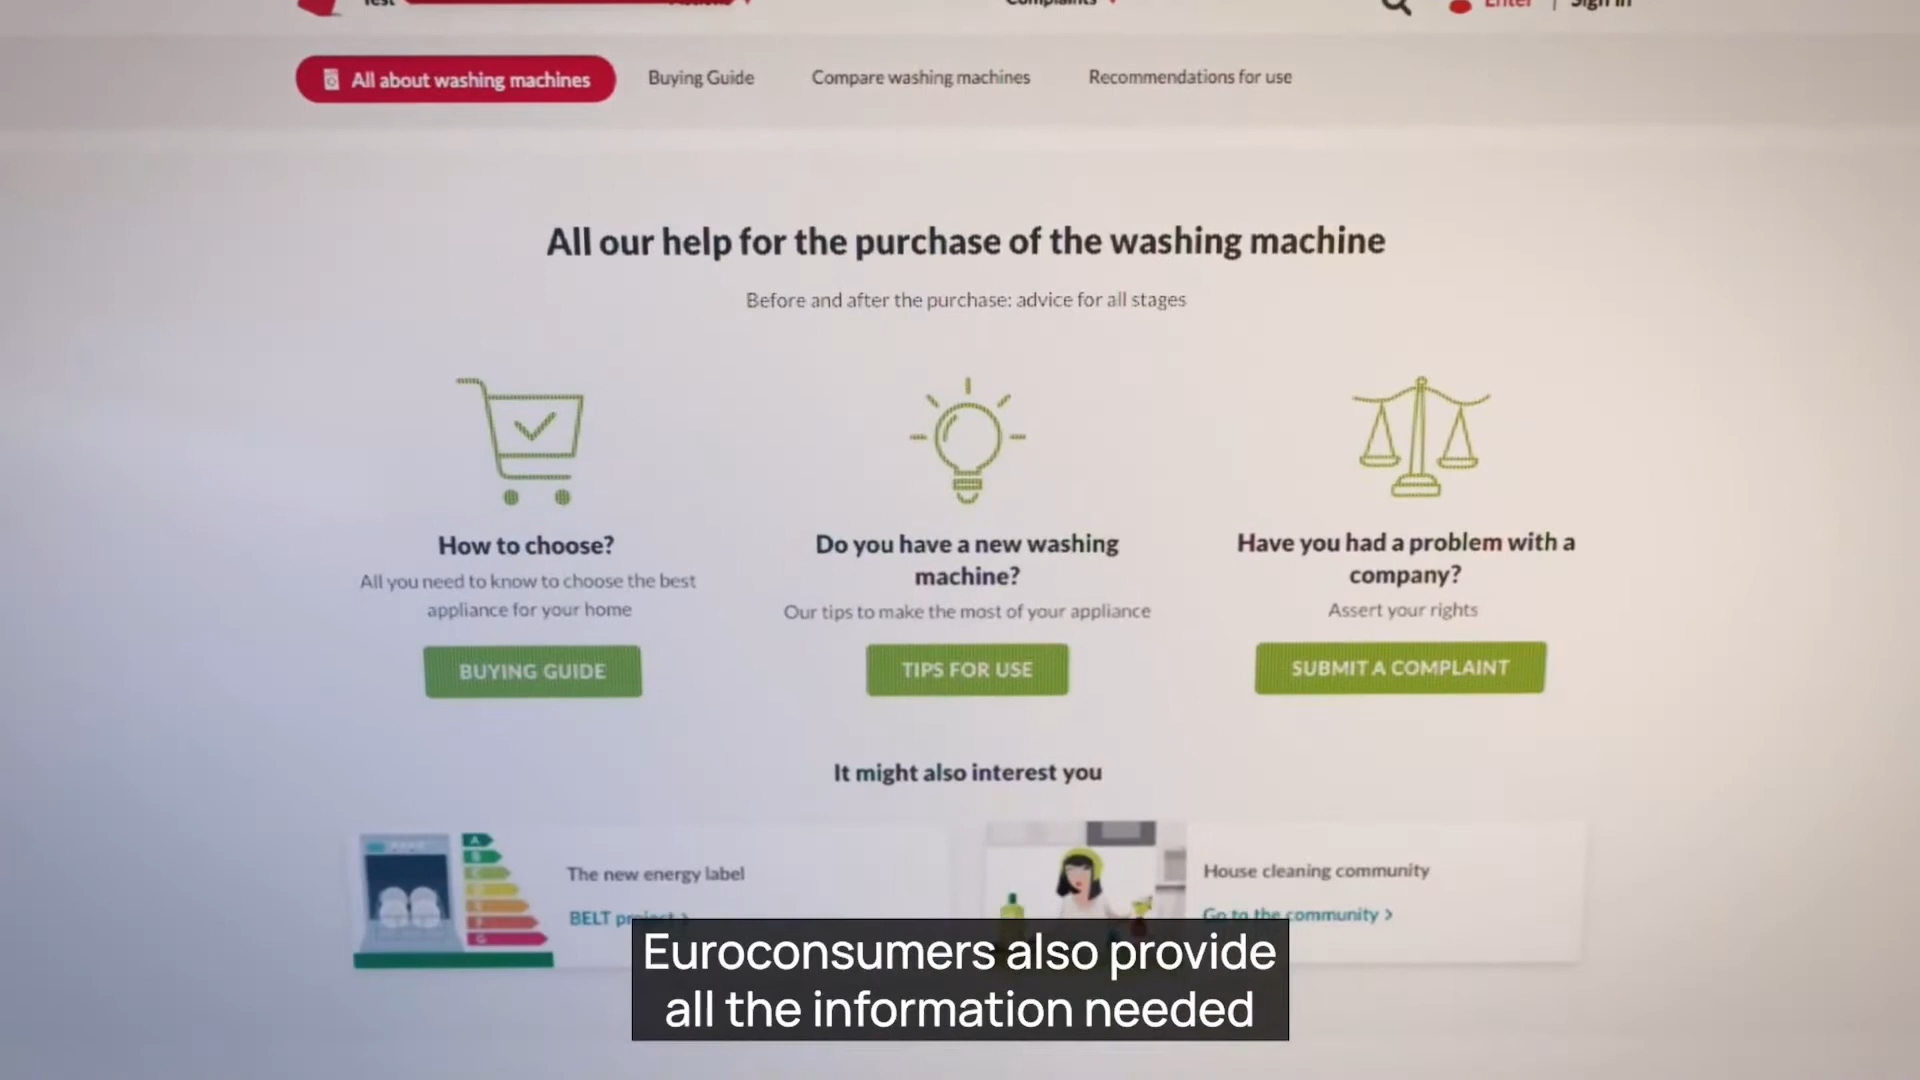 Enter | Sign in
All about washing machines
Buying Guide
Compare washing machines
Recommendations for use
All our help for the purchase of the washing machine
Before and after the purchase: advice for all stages
How to choose?
All you need to know to choose the best
appliance for your home
BUYING GUIDE
Do you have a new washing
machine?
Our tips to make the most of your appliance
TIPS FOR USE
Have you had a problem with a
company?
Assert your rights
SUBMIT A COMPLAINT
It might also interest you
A
B
C
D
E
F
G
The new energy label
BELT project >
House cleaning community
Go to the community >
Euroconsumers also provide
all the information needed